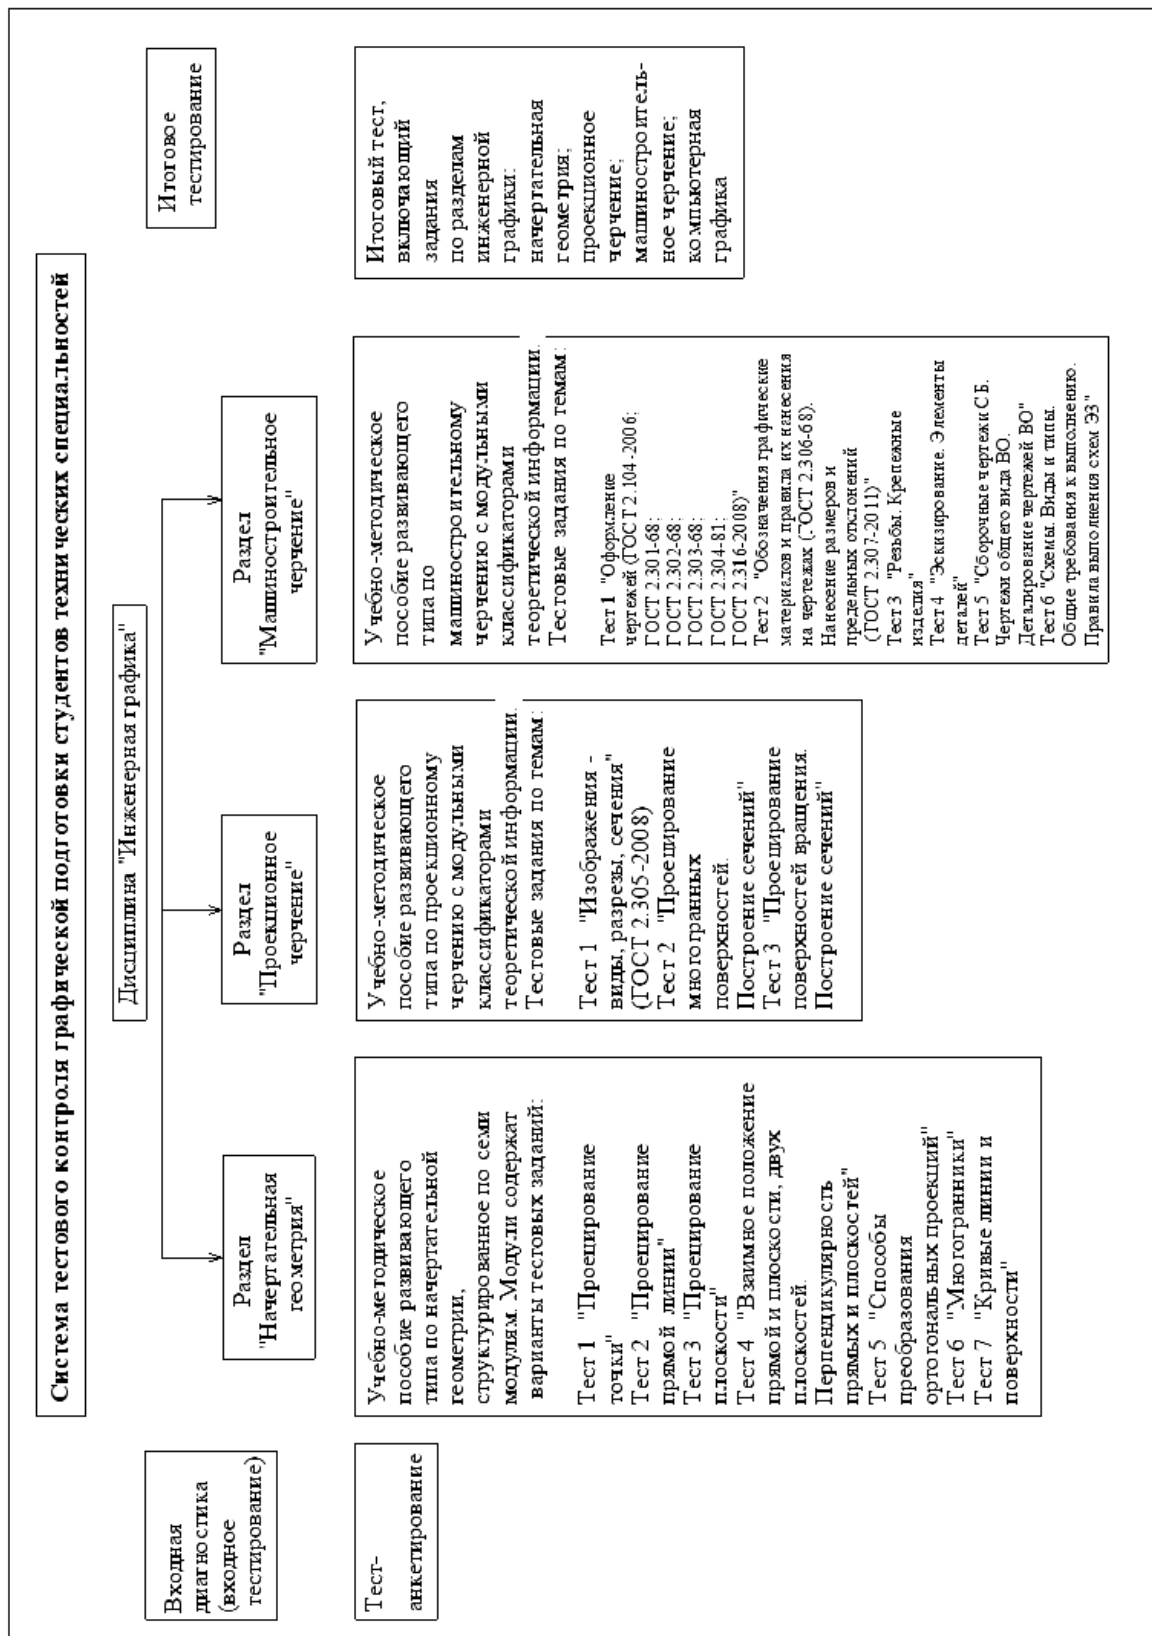 Система тестового контроля графической подготовки студентов технических специальностей
Входная
диагностика
(входное
тестирование)
Дисциплина "Инженерная графика"
Итоговое
тестирование
Раздел
"Начертательная
геометрия"
Раздел
"Проекционное
черчение"
Раздел
"Машиностроительное
черчение"
Тест-
анкетирование
Учебно-методическое
пособие развивающего
типа по начертательной
геометрии,
структурированное по семи
модулям. Модули содержат
варианты тестовых заданий:
Тест 1 "Проецирование
точки"
Тест 2 "Проецирование
прямой линии"
Тест 3 "Проецирование
плоскости"
Тест 4 "Взаимное положение
прямой и плоскости, двух
плоскостей.
Перпендикулярность
прямых и плоскостей"
Тест 5 "Способы
преобразования
ортогональных проекций"
Тест 6 "Многогранники"
Тест 7 "Кривые линии и
поверхности"
Учебно-методическое
пособие развивающего
типа по проекционному
черчению с модульными
классификаторами
теоретической информации.
Тестовые задания по темам:
Тест 1 "Изображения -
виды, разрезы, сечения"
(ГОСТ 2.305-2008)
Тест 2 "Проецирование
многогранных
поверхностей.
Построение сечений"
Тест 3 "Проецирование
поверхностей вращения.
Построение сечений"
Учебно-методическое
пособие развивающего
типа по
машиностроительному
черчению с модульными
классификаторами
теоретической информации.
Тестовые задания по темам:
Тест 1 "Оформление
чертежей (ГОСТ 2.104-2006;
ГОСТ 2.301-68;
ГОСТ 2.302-68;
ГОСТ 2.303-68;
ГОСТ 2.304-81;
ГОСТ 2.316-2008)"
Тест 2 "Обозначения графические
материалов и правила их нанесения
на чертежах (ГОСТ 2.306-68).
Нанесение размеров и
предельных отклонений
(ГОСТ 2.307-2011)"
Тест 3 "Резьбы. Крепежные
изделия"
Тест 4 "Эскизирование. Элементы
деталей"
Тест 5 "Сборочные чертежи СБ.
Чертежи общего вида ВО.
Деталирование чертежей ВО"
Тест 6 "Схемы. Виды и типы.
Общие требования к выполнению.
Правила выполнения схем Э3"
Итоговый тест,
включающий
задания
по разделам
инженерной
графики:
начертательная
геометрия;
проекционное
черчение;
машиностроитель-
ное черчение;
компьютерная
графика